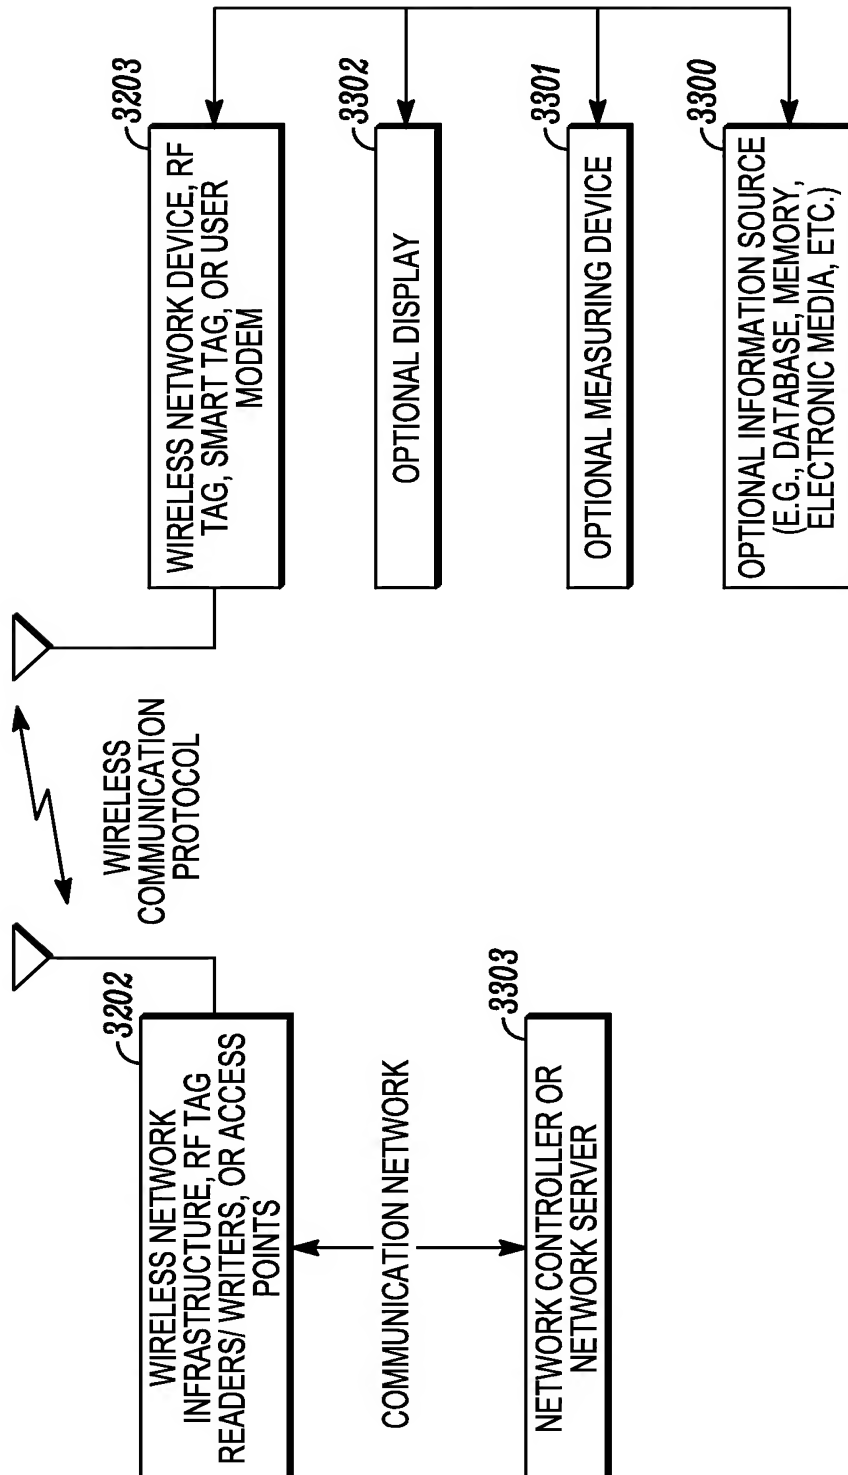 3202
WIRELESS NETWORK
INFRASTRUCTURE, RF TAG
READERS/ WRITERS, OR ACCESS
POINTS
COMMUNICATION NETWORK
3303
NETWORK CONTROLLER OR
NETWORK SERVER
WIRELESS
COMMUNICATION
PROTOCOL
3203
WIRELESS NETWORK DEVICE, RF
TAG, SMART TAG, OR USER
MODEM
3302
OPTIONAL DISPLAY
3301
OPTIONAL MEASURING DEVICE
3300
OPTIONAL INFORMATION SOURCE
(E.G., DATABASE, MEMORY,
ELECTRONIC MEDIA, ETC.)